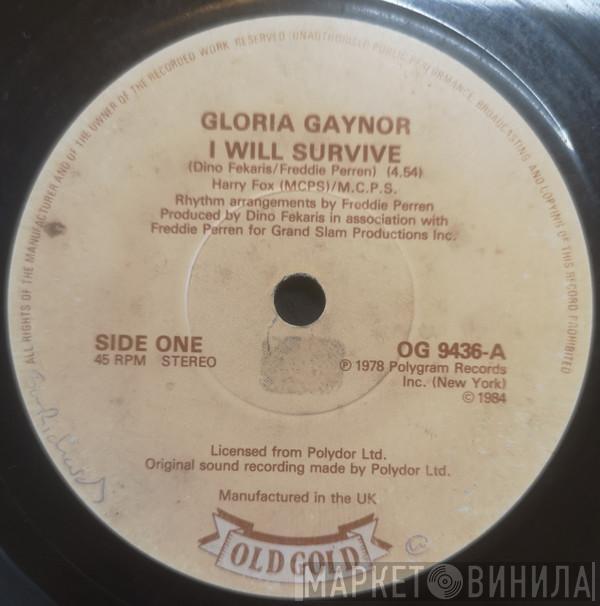 ALL RIGHTS OF THE MANUFACTURER AND OF THE OWNER OF THE RECORDED WORK RESERVED UNAUTHORISED PUBLIC PERFORMANCE BROADCASTING AND COPYING OF THIS RECORD PROHIBITED
GLORIA GAYNOR
I WILL SURVIVE
(Dino Fekaris/Freddie Perren) (4.54)
Harry Fox (MCPS)/M.C.P.S.
Rhythm arrangements by Freddie Perren
Produced by Dino Fekaris in association with
Freddie Perren for Grand Slam Productions Inc.
SIDE ONE
45 RPM STEREO
OG 9436-A
℗ 1978 Polygram Records
Inc. (New York)
© 1984
Licensed from Polydor Ltd.
Original sound recording made by Polydor Ltd.
Manufactured in the UK
OLD GOLD
МАРКЕТ ВИНИЛА